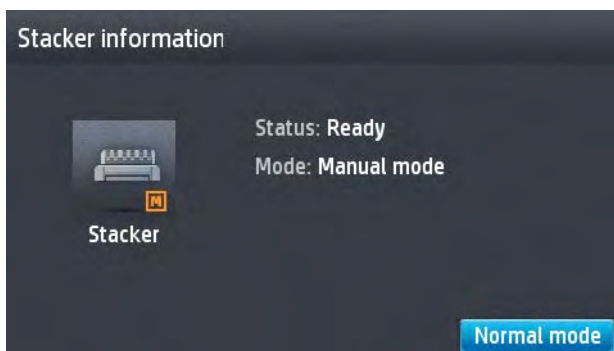 Stacker information
Status: Ready
Mode: Manual mode
M
Stacker
Normal mode